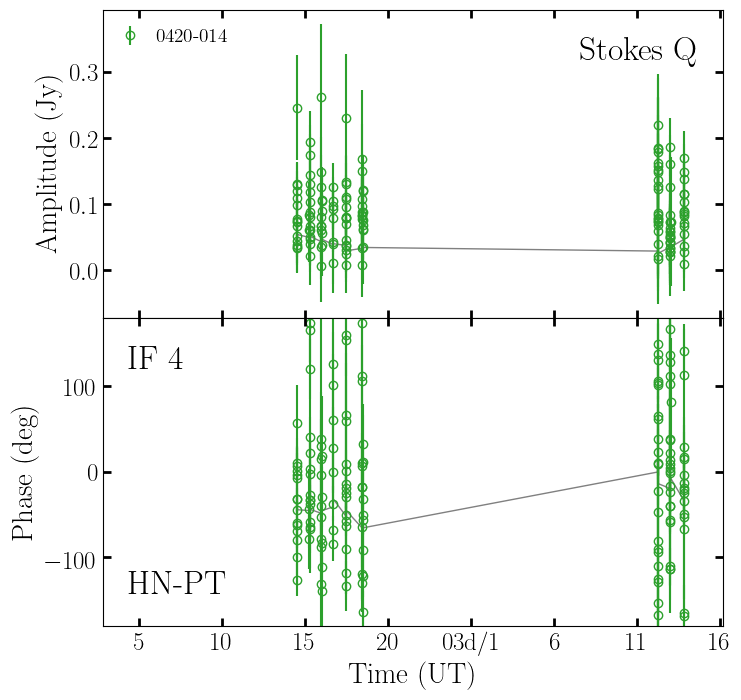 0420-014
Stokes Q
Amplitude (Jy)
0.3
0.2
0.1
0.0
IF 4
Phase (deg)
100
0
−100
HN-PT
5 10 15 20 03d/1 6 11 16
Time (UT)